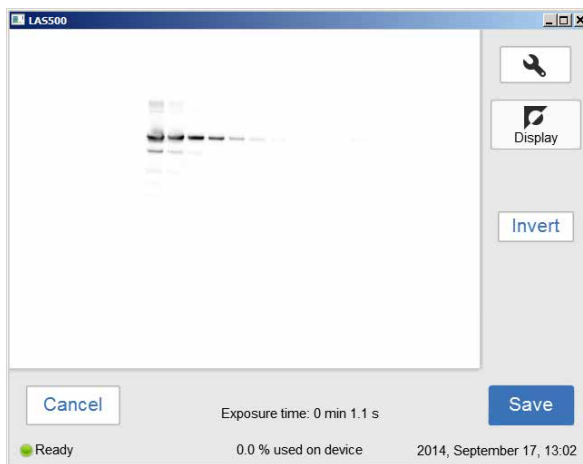 LAS500
Display
Invert
Cancel
Exposure time: 0 min 1.1 s
Save
Ready
0.0 % used on device
2014, September 17, 13:02